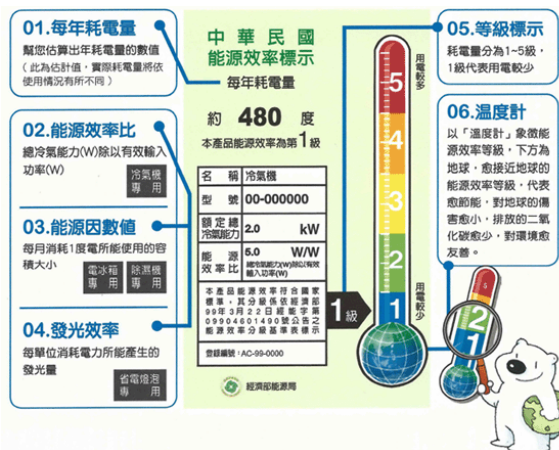 01.每年耗電量
幫您估算出年耗電量的數值
(此為估計值，實際耗電量將依
使用情況有所不同)
02.能源效率比
總冷氣能力(W)除以有效輸入
功率(W)
冷氣機
專用
03.能源因數值
每月消耗1度電所能使用的容
積大小
電冰箱
專用
除濕機
專用
04.發光效率
每單位消耗電力所能產生的
發光量
省電燈泡
專用
中華民國
能源效率標示
每年耗電量
約 480 度
本產品能源效率為第1級
名稱 冷氣機
型號 00-000000
額定總
冷氣能力 2.0 kW
能源
效率比 5.0 W/W
總冷氣能力(W)除以有效
輸入功率(W)
本產品能源效率符合國家
標準，其分級係依經濟部
99年3月22日經能字第
09904601490號公告之
能源效率分級基準表標示
登錄編號：AC-99-0000
經濟部能源局
1級
用電較多
5
4
3
2
1
用電較少
05.等級標示
耗電量分為1~5級，
1級代表用電較少
06.溫度計
以「溫度計」象徵能
源效率等級，下方為
地球，愈接近地球的
能源效率等級，代表
愈節能，對地球的傷
害愈小，排放的二氧
化碳愈少，對環境愈
友善。
2
1